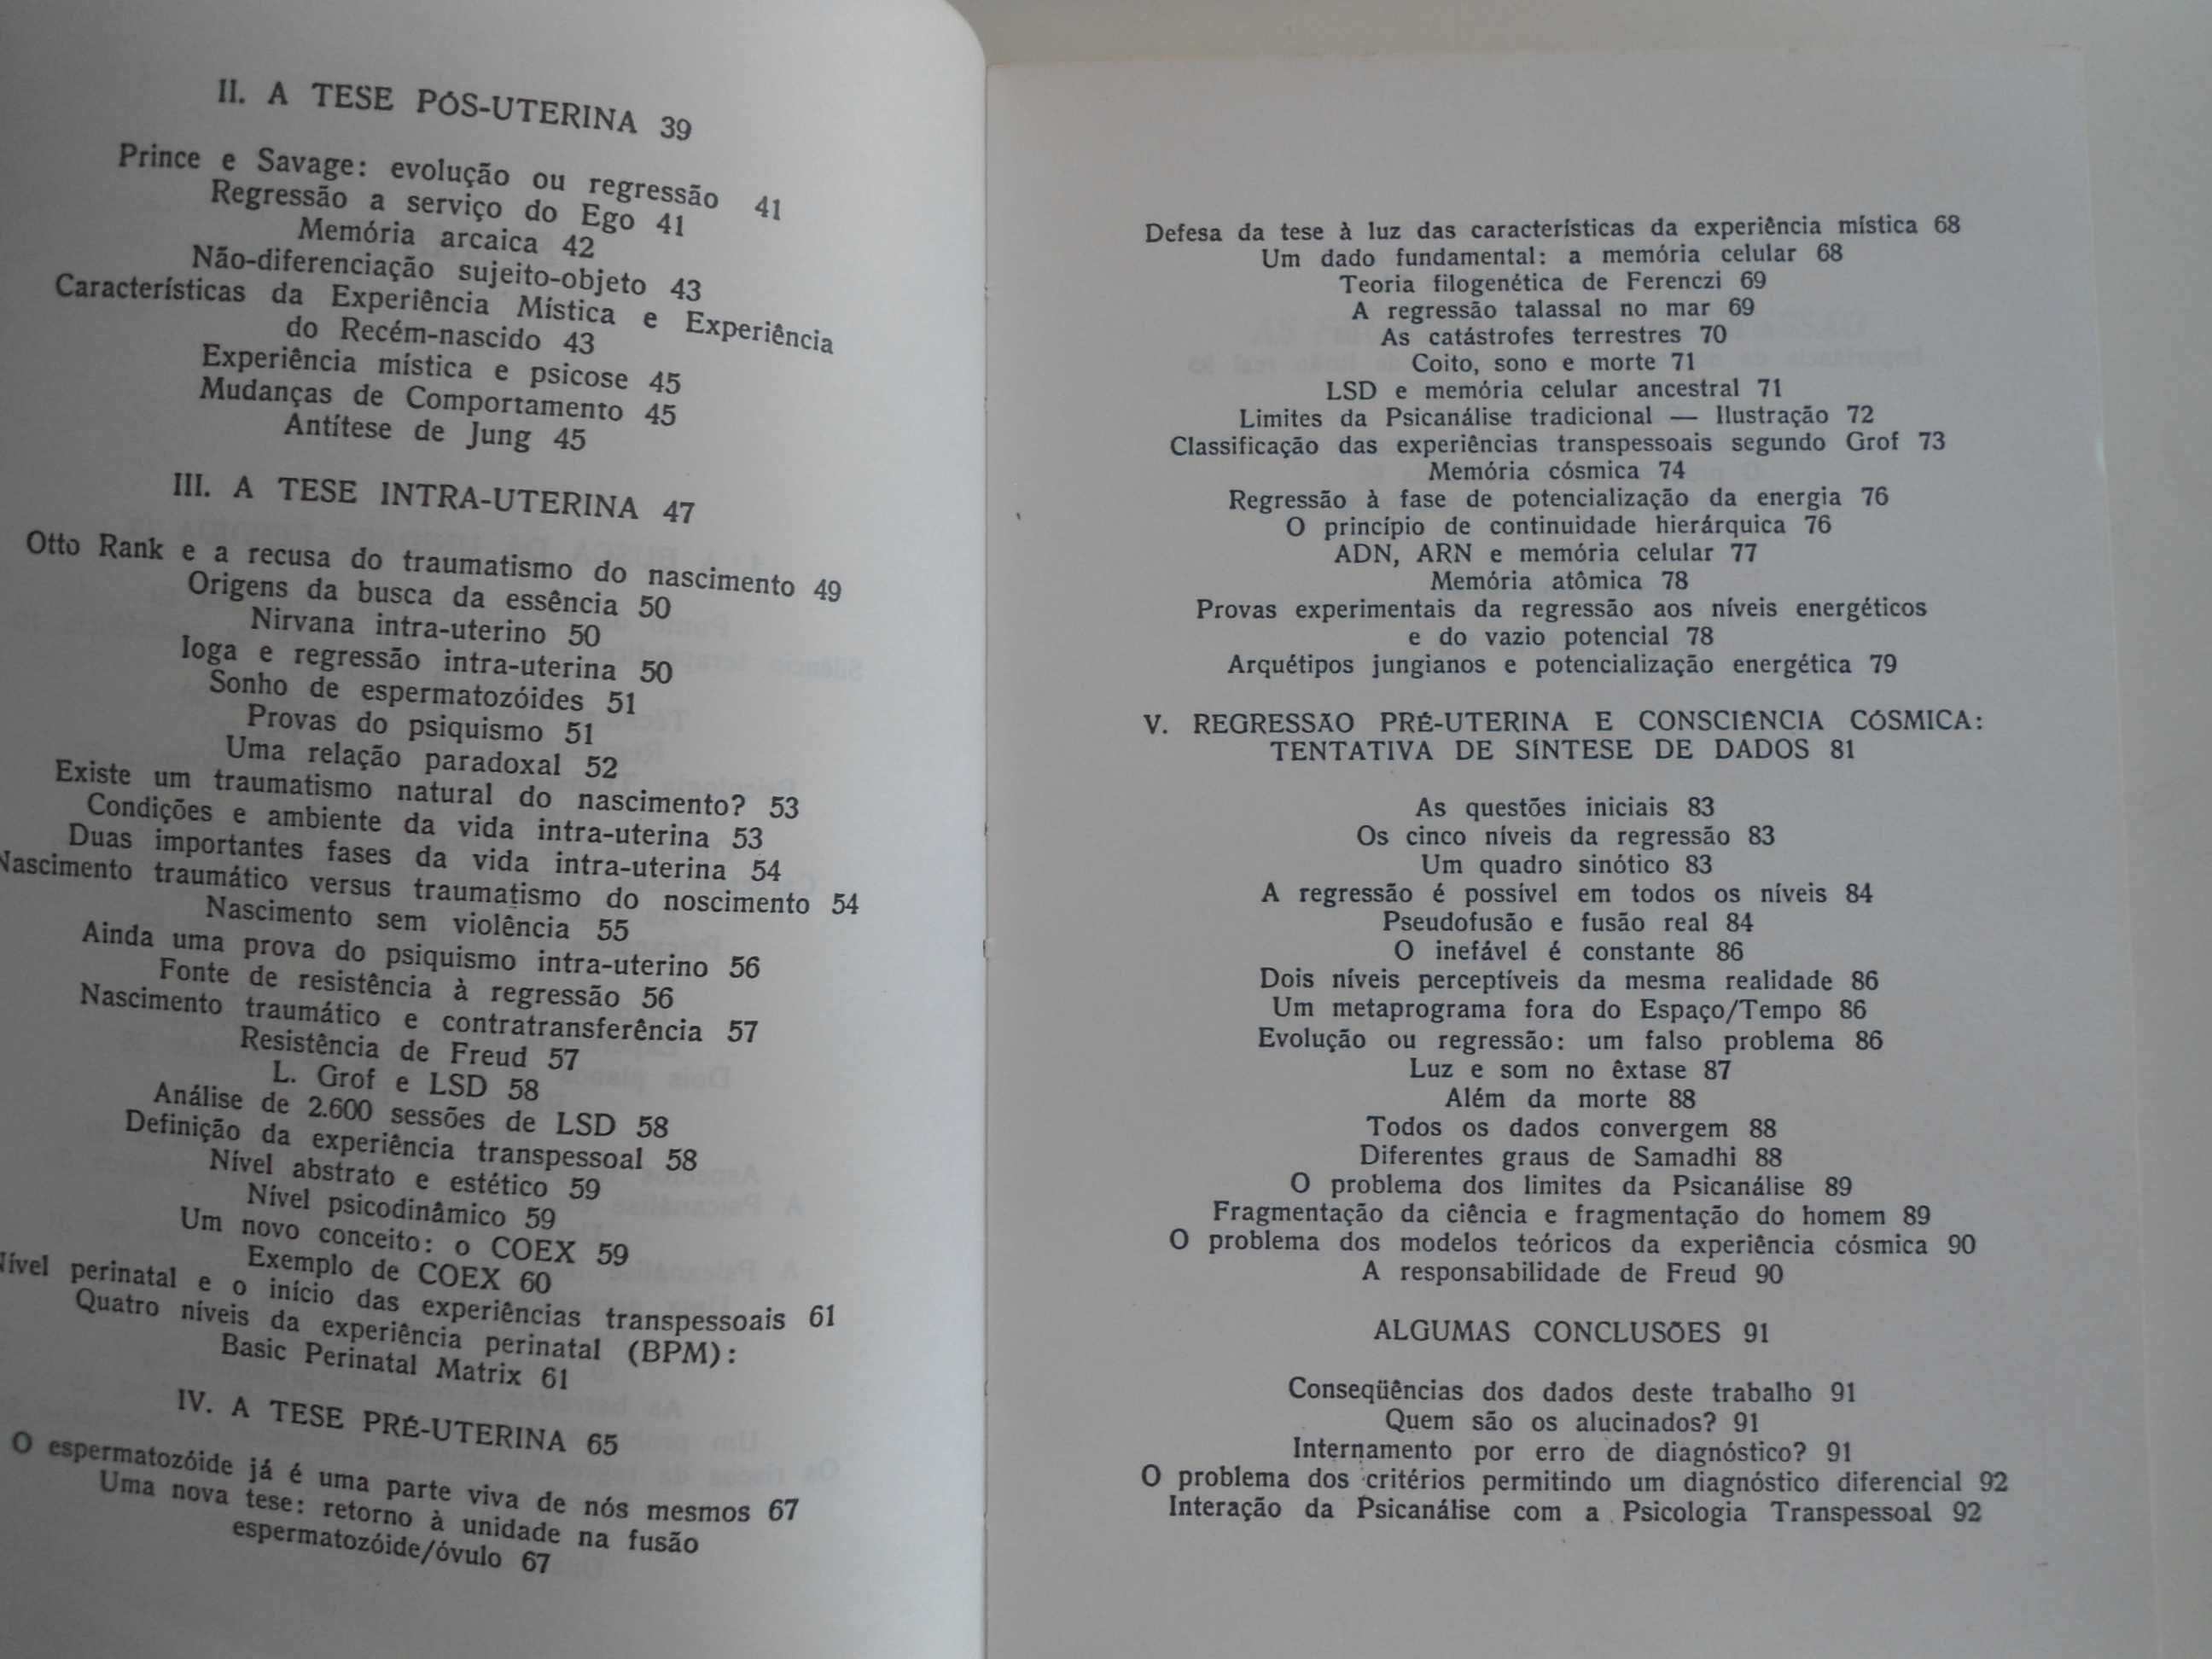 II. A TESE PÓS-UTERINA 39
Prince e Savage: evolução ou regressão 41
Regressão a serviço do Ego 41
Memória arcaica 42
Não-diferenciação sujeito-objeto 43
Características da Experiência Mística e Experiência
do Recém-nascido 43
Experiência mística e psicose 45
Mudanças de Comportamento 45
Antítese de Jung 45
III. A TESE INTRA-UTERINA 47
Otto Rank e a recusa do traumatismo do nascimento 49
Origens da busca da essência 50
Nirvana intra-uterino 50
Ioga e regressão intra-uterina 50
Sonho de espermatozóides 51
Provas do psiquismo 51
Uma relação paradoxal 52
Existe um traumatismo natural do nascimento? 53
Condições e ambiente da vida intra-uterina 53
Duas importantes fases da vida intra-uterina 54
Nascimento traumático versus traumatismo do noscimento 54
Nascimento sem violência 55
Ainda uma prova do psiquismo intra-uterino 56
Fonte de resistência à regressão 56
Nascimento traumático e contratransferência 57
Resistência de Freud 57
L. Grof e LSD 58
Análise de 2.600 sessões de LSD 58
Definição da experiência transpessoal 58
Nível abstrato e estético 59
Nível psicodinâmico 59
Um novo conceito: o COEX 59
Exemplo de COEX 60
Nível perinatal e o início das experiências transpessoais 61
Quatro níveis da experiência perinatal (BPM):
Basic Perinatal Matrix 61
IV. A TESE PRÉ-UTERINA 65
O espermatozóide já é uma parte viva de nós mesmos 67
Uma nova tese: retorno à unidade na fusão
espermatozóide/óvulo 67
Defesa da tese à luz das características da experiência mística 68
Um dado fundamental: a memória celular 68
Teoria filogenética de Ferenczi 69
A regressão talassal no mar 69
As catástrofes terrestres 70
Coito, sono e morte 71
LSD e memória celular ancestral 71
Limites da Psicanálise tradicional — Ilustração 72
Classificação das experiências transpessoais segundo Grof 73
Memória cósmica 74
Regressão à fase de potencialização da energia 76
O princípio de continuidade hierárquica 76
ADN, ARN e memória celular 77
Memória atômica 78
Provas experimentais da regressão aos níveis energéticos
e do vazio potencial 78
Arquétipos jungianos e potencialização energética 79
V. REGRESSÃO PRÉ-UTERINA E CONSCIÊNCIA CÓSMICA:
TENTATIVA DE SÍNTESE DE DADOS 81
As questões iniciais 83
Os cinco níveis da regressão 83
Um quadro sinótico 83
A regressão é possível em todos os níveis 84
Pseudofusão e fusão real 84
O inefável é constante 86
Dois níveis perceptíveis da mesma realidade 86
Um metaprograma fora do Espaço/Tempo 86
Evolução ou regressão: um falso problema 86
Luz e som no êxtase 87
Além da morte 88
Todos os dados convergem 88
Diferentes graus de Samadhi 88
O problema dos limites da Psicanálise 89
Fragmentação da ciência e fragmentação do homem 89
O problema dos modelos teóricos da experiência cósmica 90
A responsabilidade de Freud 90
ALGUMAS CONCLUSÕES 91
Conseqüências dos dados deste trabalho 91
Quem são os alucinados? 91
Internamento por erro de diagnóstico? 91
O problema dos critérios permitindo um diagnóstico diferencial 92
Interação da Psicanálise com a Psicologia Transpessoal 92